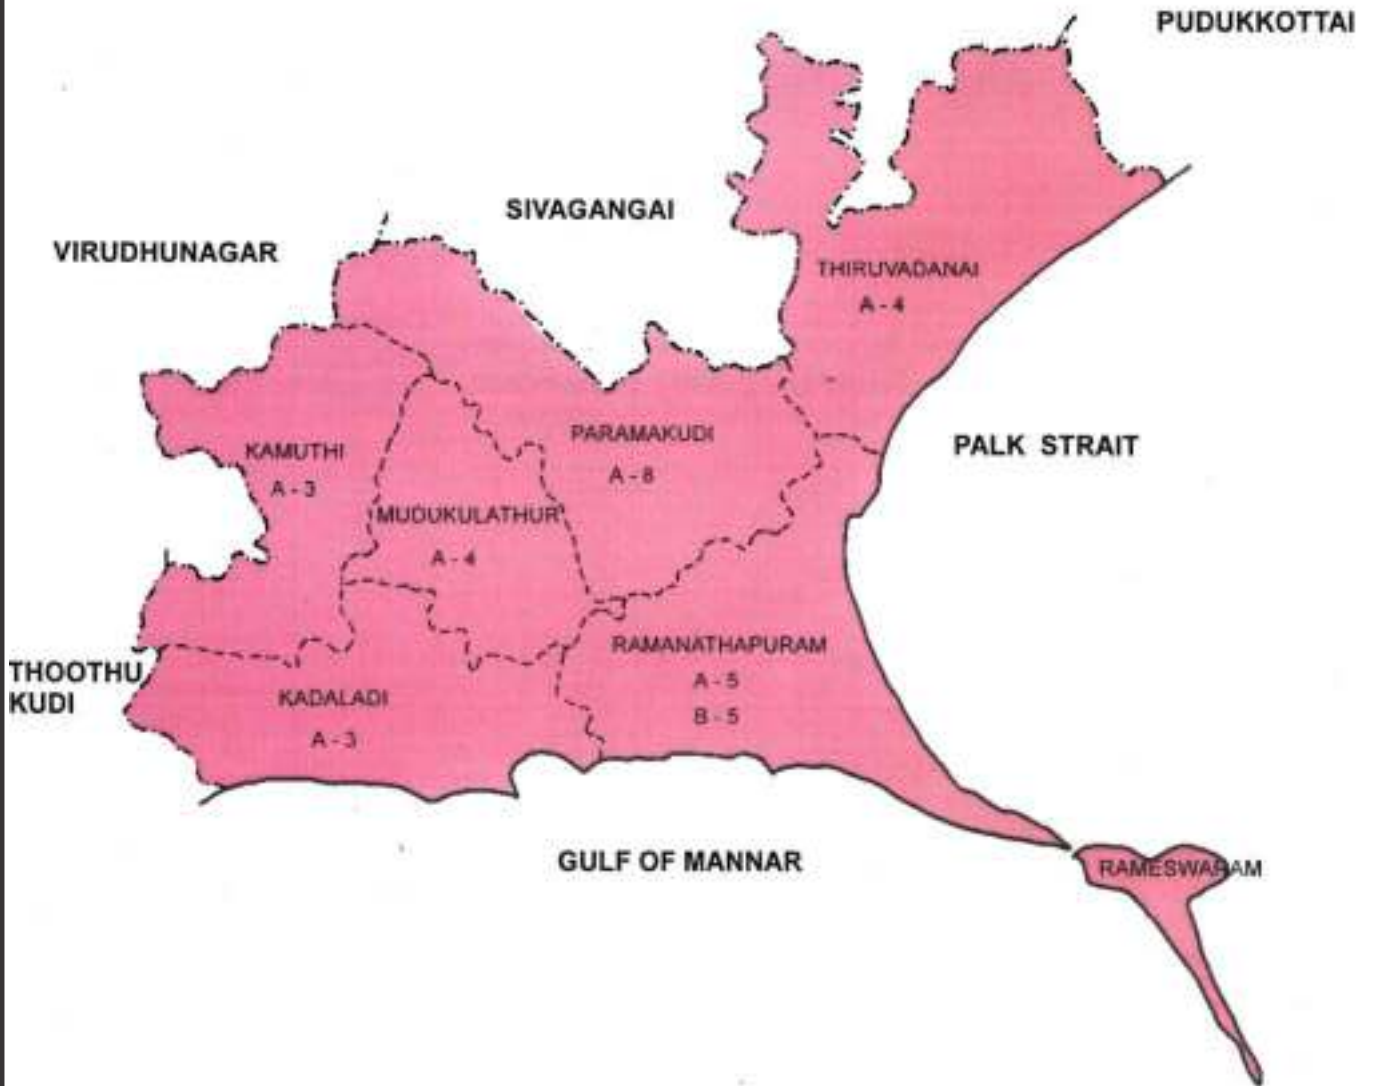 PUDUKKOTTAI
SIVAGANGAI
VIRUDHUNAGAR
THIRUVADANAI
A - 4
PARAMAKUDI
A - 8
PALK STRAIT
KAMUTHI
A - 3
MUDUKULATHUR
A - 4
RAMANATHAPURAM
A - 5
B - 5
THOOTHU
KUDI
KADALADI
A - 3
GULF OF MANNAR
RAMESWARAM